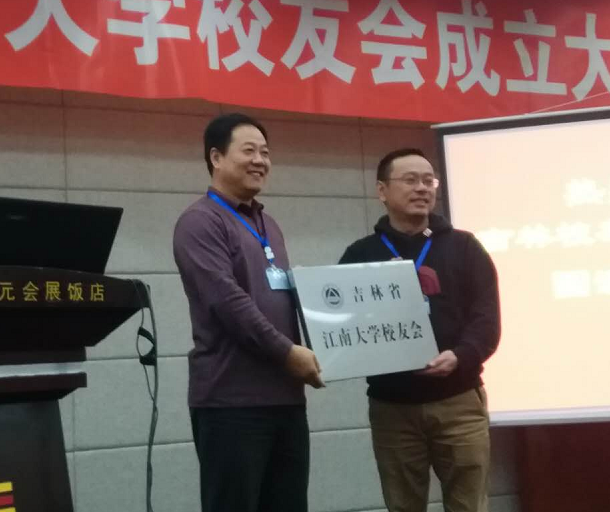 大学校友会成立大
元会展饭店
吉林省
江南大学校友会